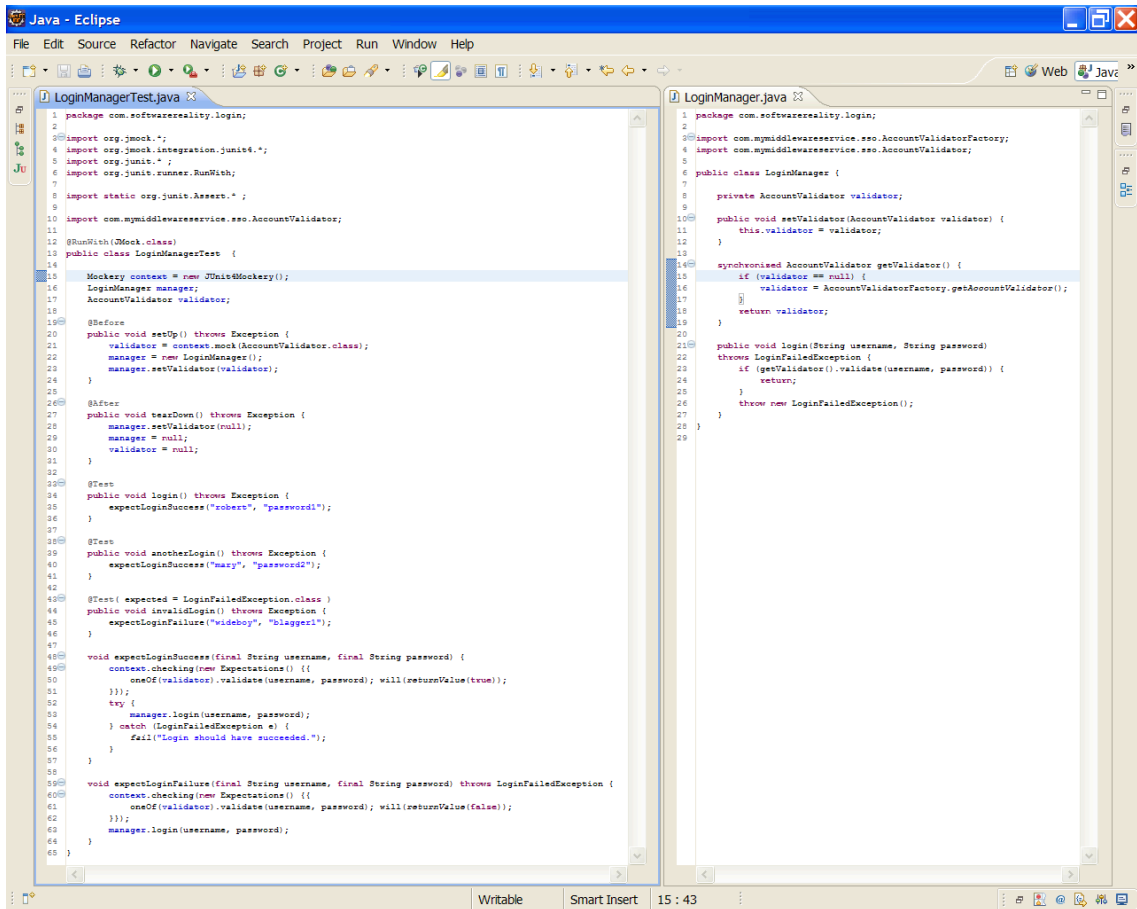 Java - Eclipse
File Edit Source Refactor Navigate Search Project Run Window Help
Web Java »
LoginManagerTest.java
1 package com.softwarereality.login;
2
3 import org.jmock.*;
4 import org.jmock.integration.junit4.*;
5 import org.junit.* ;
6 import org.junit.runner.RunWith;
7
8 import static org.junit.Assert.* ;
9
10 import com.mymiddlewareservice.sso.AccountValidator;
11
12 @RunWith(JMock.class)
13 public class LoginManagerTest  {
14
15     Mockery context = new JUnit4Mockery();
16     LoginManager manager;
17     AccountValidator validator;
18
19     @Before
20     public void setUp() throws Exception {
21         validator = context.mock(AccountValidator.class);
22         manager = new LoginManager();
23         manager.setValidator(validator);
24     }
25
26     @After
27     public void tearDown() throws Exception {
28         manager.setValidator(null);
29         manager = null;
30         validator = null;
31     }
32
33     @Test
34     public void login() throws Exception {
35         expectLoginSuccess("robert", "password1");
36     }
37
38     @Test
39     public void anotherLogin() throws Exception {
40         expectLoginSuccess("mary", "password2");
41     }
42
43     @Test( expected = LoginFailedException.class )
44     public void invalidLogin() throws Exception {
45         expectLoginFailure("wideboy", "blagger1");
46     }
47
48     void expectLoginSuccess(final String username, final String password) {
49         context.checking(new Expectations() {{
50             oneOf(validator).validate(username, password); will(returnValue(true));
51         }});
52         try {
53             manager.login(username, password);
54         } catch (LoginFailedException e) {
55             fail("Login should have succeeded.");
56         }
57     }
58
59     void expectLoginFailure(final String username, final String password) throws LoginFailedException {
60         context.checking(new Expectations() {{
61             oneOf(validator).validate(username, password); will(returnValue(false));
62         }});
63         manager.login(username, password);
64     }
65 }
LoginManager.java
1 package com.softwarereality.login;
2
3 import com.mymiddlewareservice.sso.AccountValidatorFactory;
4 import com.mymiddlewareservice.sso.AccountValidator;
5
6 public class LoginManager {
7
8     private AccountValidator validator;
9
10     public void setValidator(AccountValidator validator) {
11         this.validator = validator;
12     }
13
14     synchronised AccountValidator getValidator() {
15         if (validator == null) {
16             validator = AccountValidatorFactory.getAccountValidator();
17         }
18         return validator;
19     }
20
21     public void login(String username, String password)
22     throws LoginFailedException {
23         if (getValidator().validate(username, password)) {
24             return;
25         }
26         throw new LoginFailedException();
27     }
28 }
29
Ju
Writable Smart Insert 15 : 43